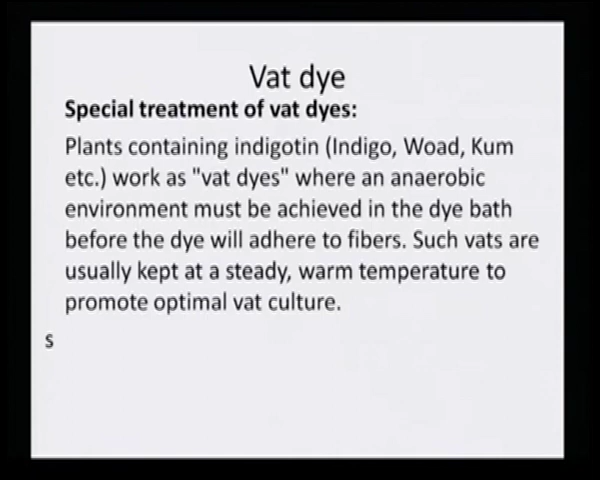 Vat dye
Special treatment of vat dyes:
Plants containing indigotin (Indigo, Woad, Kum
etc.) work as "vat dyes" where an anaerobic
environment must be achieved in the dye bath
before the dye will adhere to fibers. Such vats are
usually kept at a steady, warm temperature to
promote optimal vat culture.
s